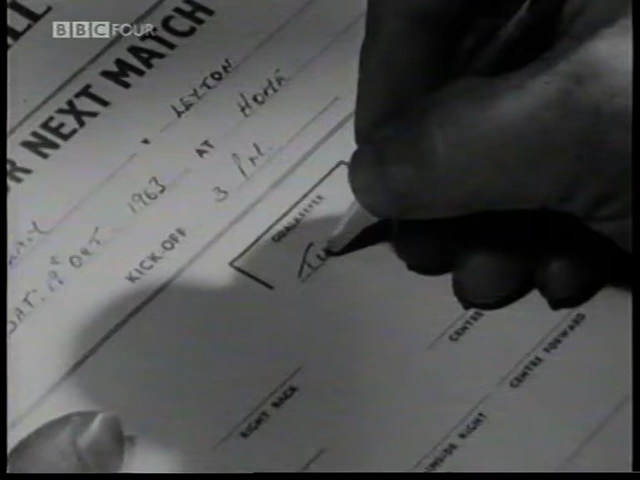 BBC FOUR
R NEXT MATCH
v LEYTON
SAT. 19 OCT. 1963 AT HOME
KICK-OFF 3 P.M.
GOALKEEPER
RIGHT BACK
CENTRE
INSIDE RIGHT
CENTRE FORWARD